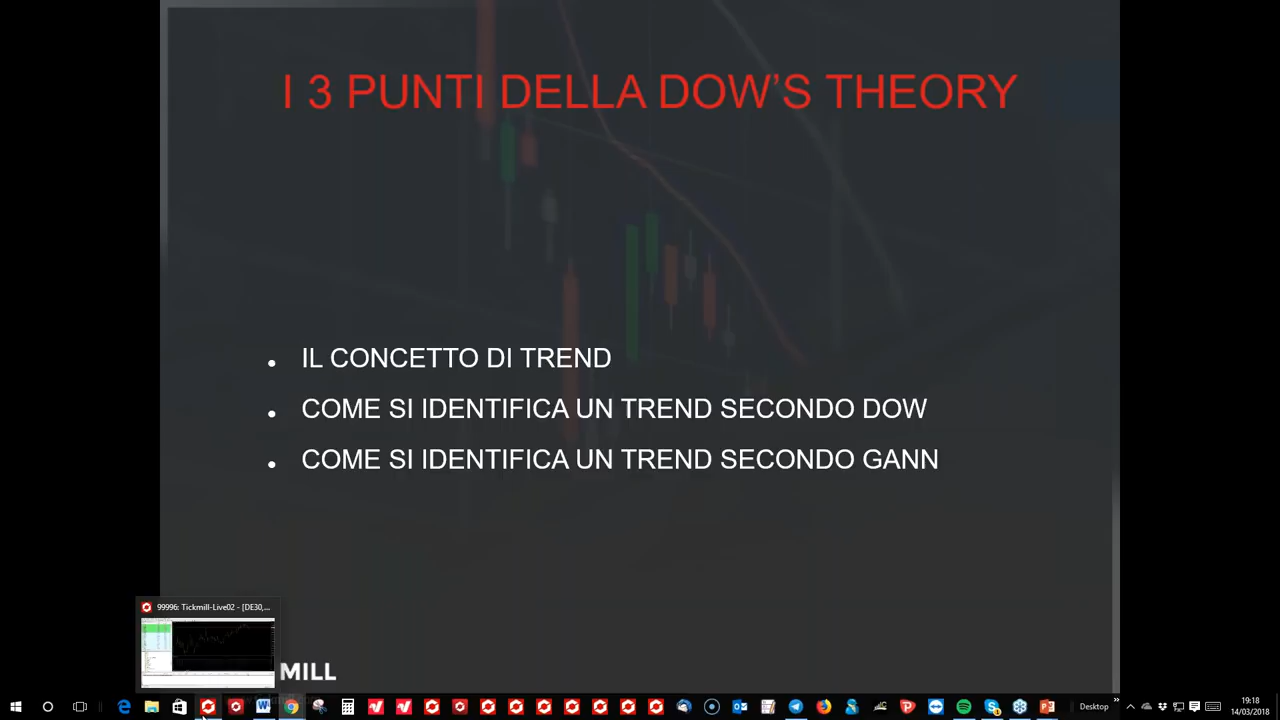 I 3 PUNTI DELLA DOW’S THEORY
IL CONCETTO DI TREND
COME SI IDENTIFICA UN TREND SECONDO DOW
COME SI IDENTIFICA UN TREND SECONDO GANN
99996: Tickmill-Live02 - [DE30,...
MILL
Desktop
19:18
14/03/2018